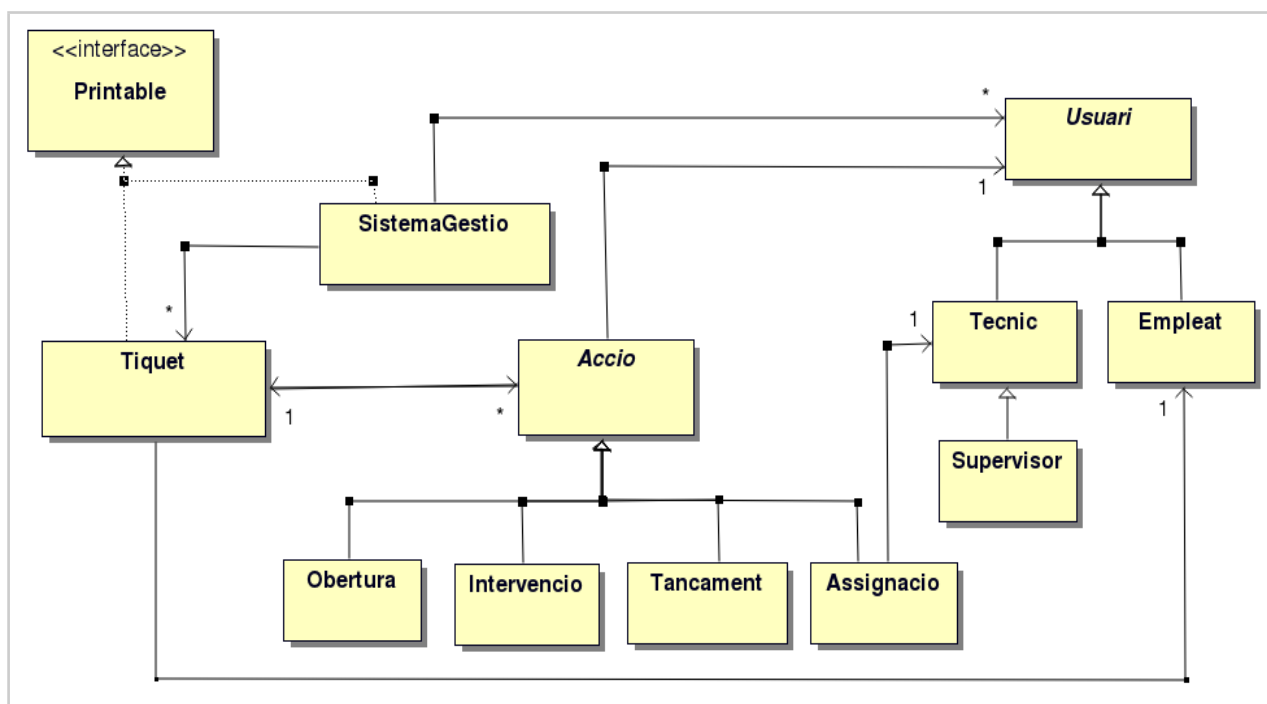 <<interface>>
Printable
*
Usuari
1
SistemaGestio
*
Tecnic
Empleat
1
Tiquet
Accio
1
*
1
Supervisor
Obertura
Intervencio
Tancament
Assignacio